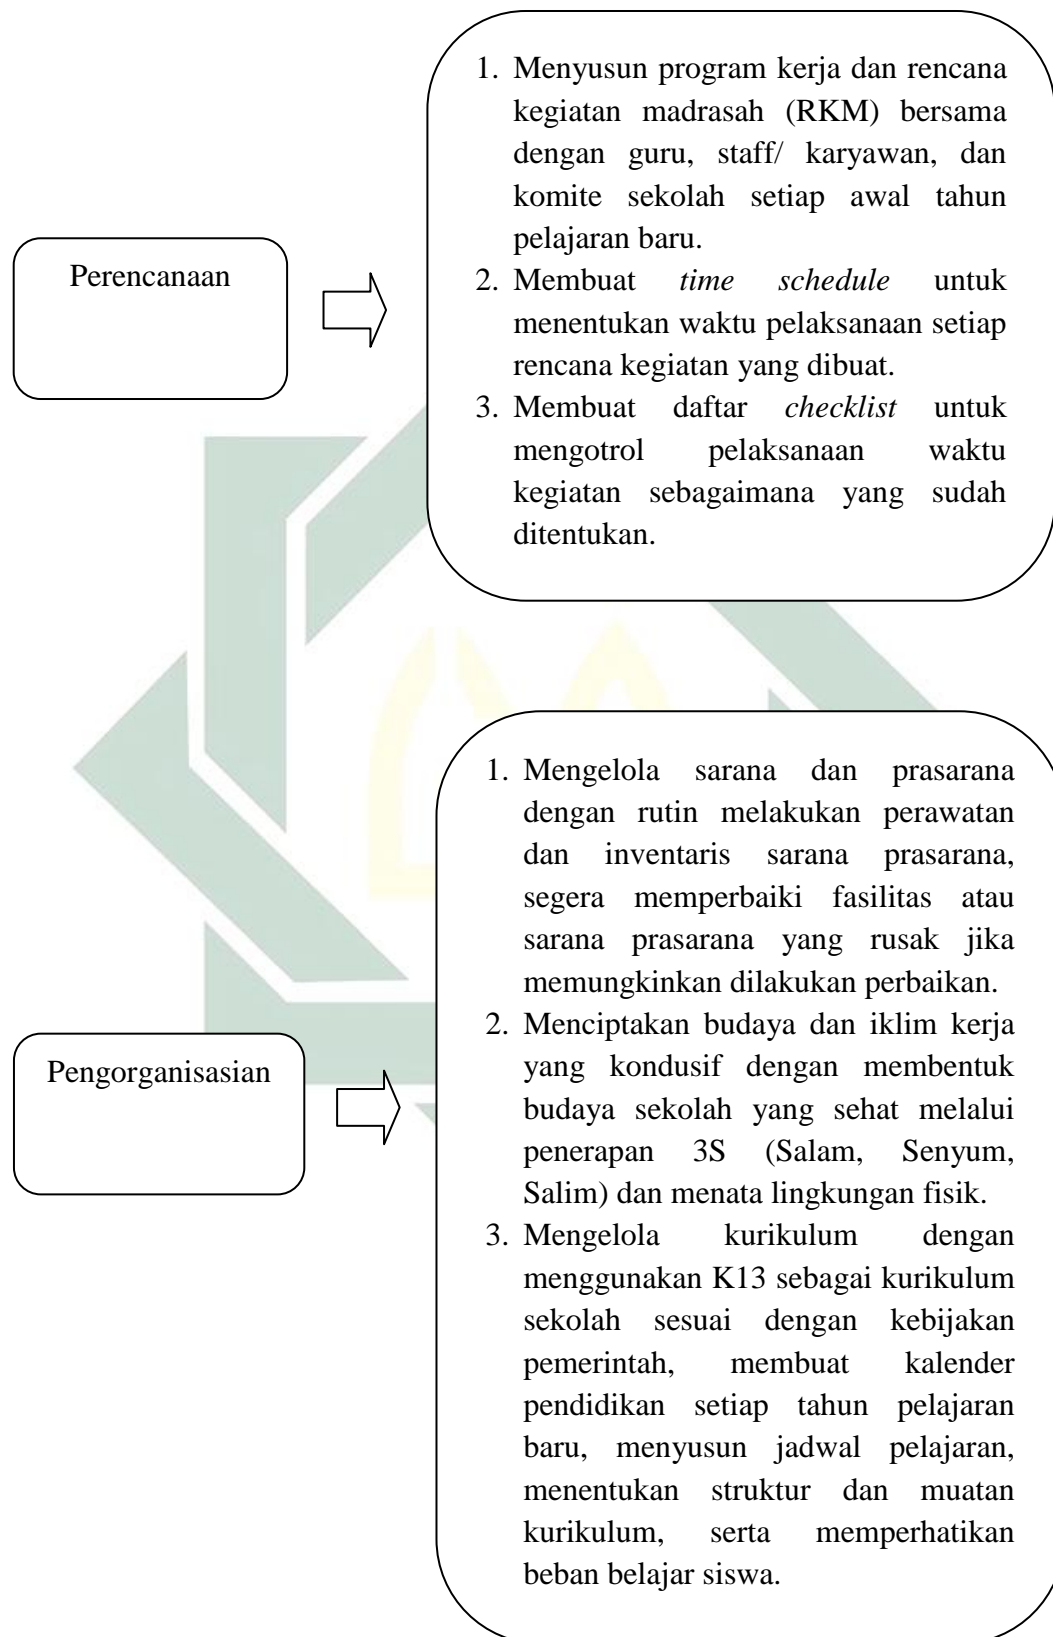 Perencanaan
1. Menyusun program kerja dan rencana
kegiatan madrasah (RKM) bersama
dengan guru, staff/ karyawan, dan
komite sekolah setiap awal tahun
pelajaran baru.
2. Membuat time schedule untuk
menentukan waktu pelaksanaan setiap
rencana kegiatan yang dibuat.
3. Membuat daftar checklist untuk
mengotrol pelaksanaan waktu
kegiatan sebagaimana yang sudah
ditentukan.
Pengorganisasian
1. Mengelola sarana dan prasarana
dengan rutin melakukan perawatan
dan inventaris sarana prasarana,
segera memperbaiki fasilitas atau
sarana prasarana yang rusak jika
memungkinkan dilakukan perbaikan.
2. Menciptakan budaya dan iklim kerja
yang kondusif dengan membentuk
budaya sekolah yang sehat melalui
penerapan 3S (Salam, Senyum,
Salim) dan menata lingkungan fisik.
3. Mengelola kurikulum dengan
menggunakan K13 sebagai kurikulum
sekolah sesuai dengan kebijakan
pemerintah, membuat kalender
pendidikan setiap tahun pelajaran
baru, menyusun jadwal pelajaran,
menentukan struktur dan muatan
kurikulum, serta memperhatikan
beban belajar siswa.